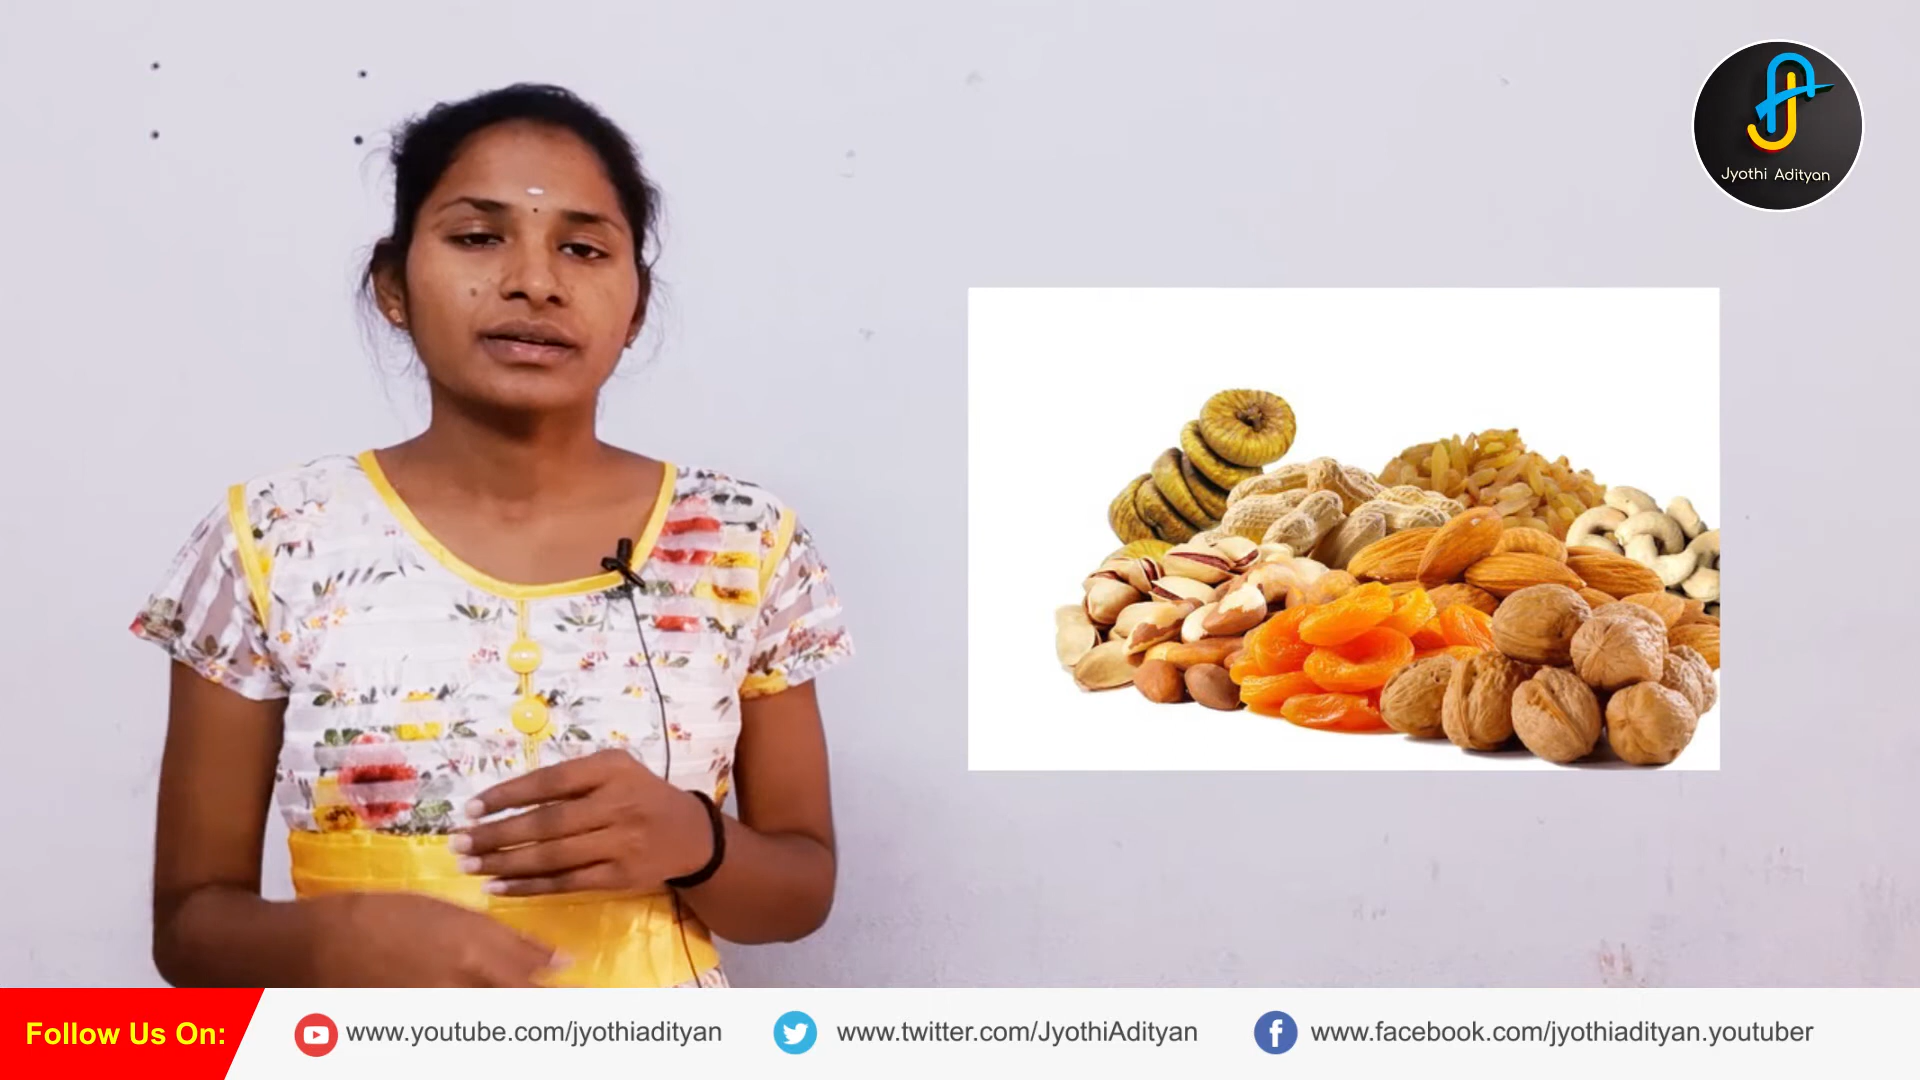 Jyothi Adityan
Follow Us On:
www.youtube.com/jyothiadityan
www.twitter.com/JyothiAdityan
www.facebook.com/jyothiadityan.youtuber